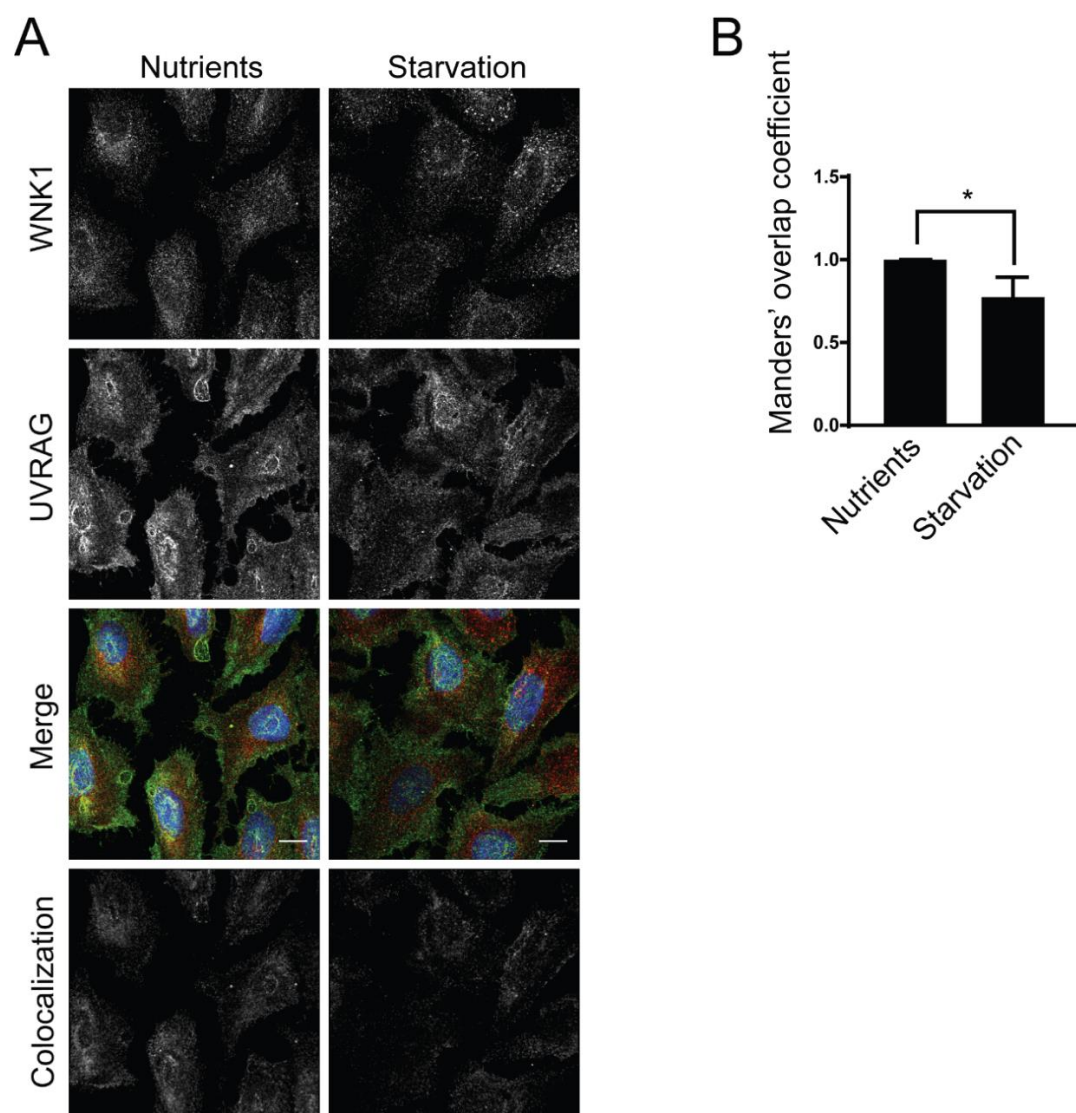 A
Nutrients Starvation
WNK1
UVRAG
Merge
Colocalization
B
Manders' overlap coefficient
1.5
1.0
0.5
0.0
*
Nutrients
Starvation